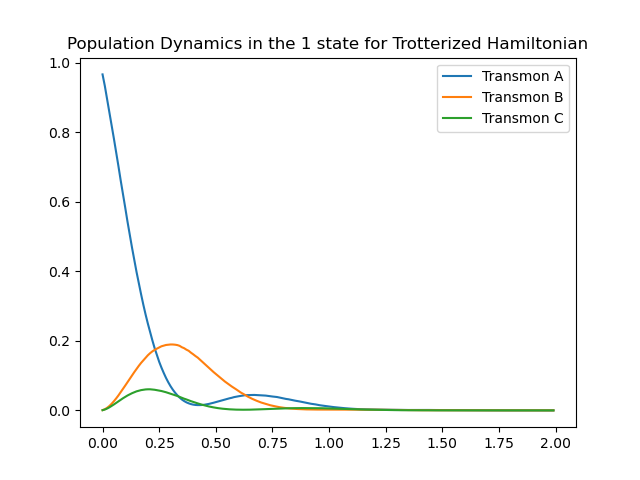 Population Dynamics in the 1 state for Trotterized Hamiltonian
Transmon A
Transmon B
Transmon C
1.0
0.8
0.6
0.4
0.2
0.0
0.00 0.25 0.50 0.75 1.00 1.25 1.50 1.75 2.00